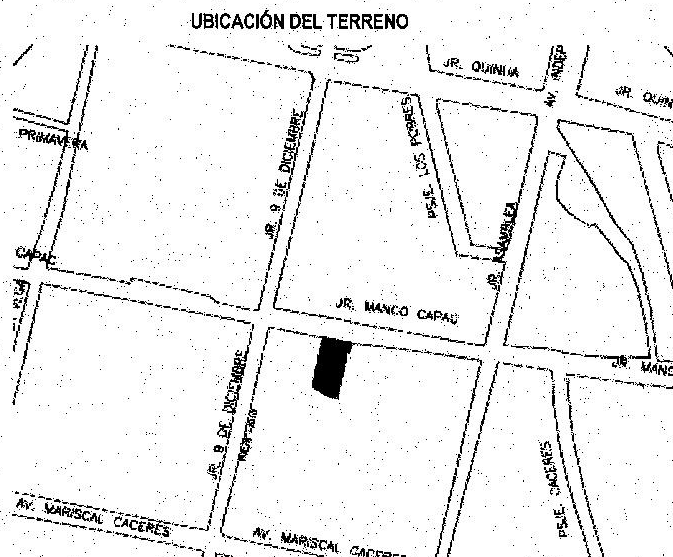 UBICACIÓN DEL TERRENO
JR. QUINUA
AV. INDEP
JR. QUIN
PRIMAVERA
JR. 9 DE DICIEMBRE
PSJE. LOS POBRES
JR. ASAMBLEA
CAPAC
JR. MANCO CAPAC
JR. MANC
JR. 9 DE DICIEMBRE
PSJE. CACERES
AV. MARISCAL CACERES
AV. MARISCAL CACERES